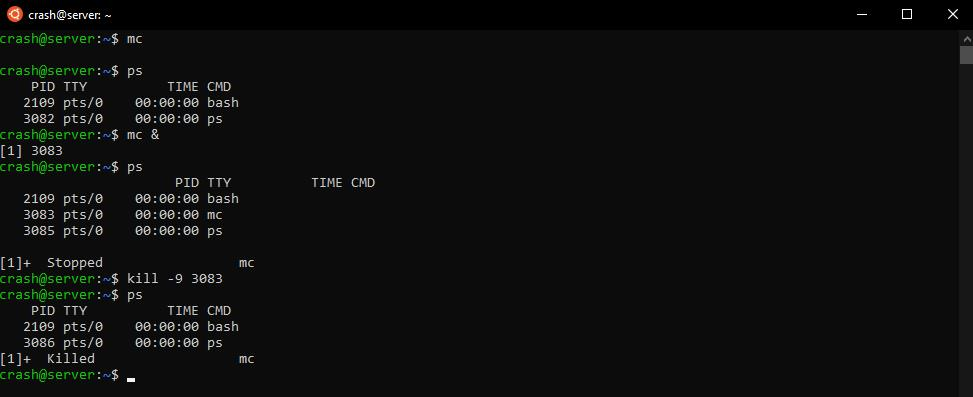 crash@server: ~
crash@server:~$ mc
crash@server:~$ ps
    PID TTY          TIME CMD
   2109 pts/0    00:00:00 bash
   3082 pts/0    00:00:00 ps
crash@server:~$ mc &
[1] 3083
crash@server:~$ ps
                      PID TTY          TIME CMD
   2109 pts/0    00:00:00 bash
   3083 pts/0    00:00:00 mc
   3085 pts/0    00:00:00 ps
[1]+  Stopped                 mc
crash@server:~$ kill -9 3083
crash@server:~$ ps
    PID TTY          TIME CMD
   2109 pts/0    00:00:00 bash
   3086 pts/0    00:00:00 ps
[1]+  Killed                  mc
crash@server:~$